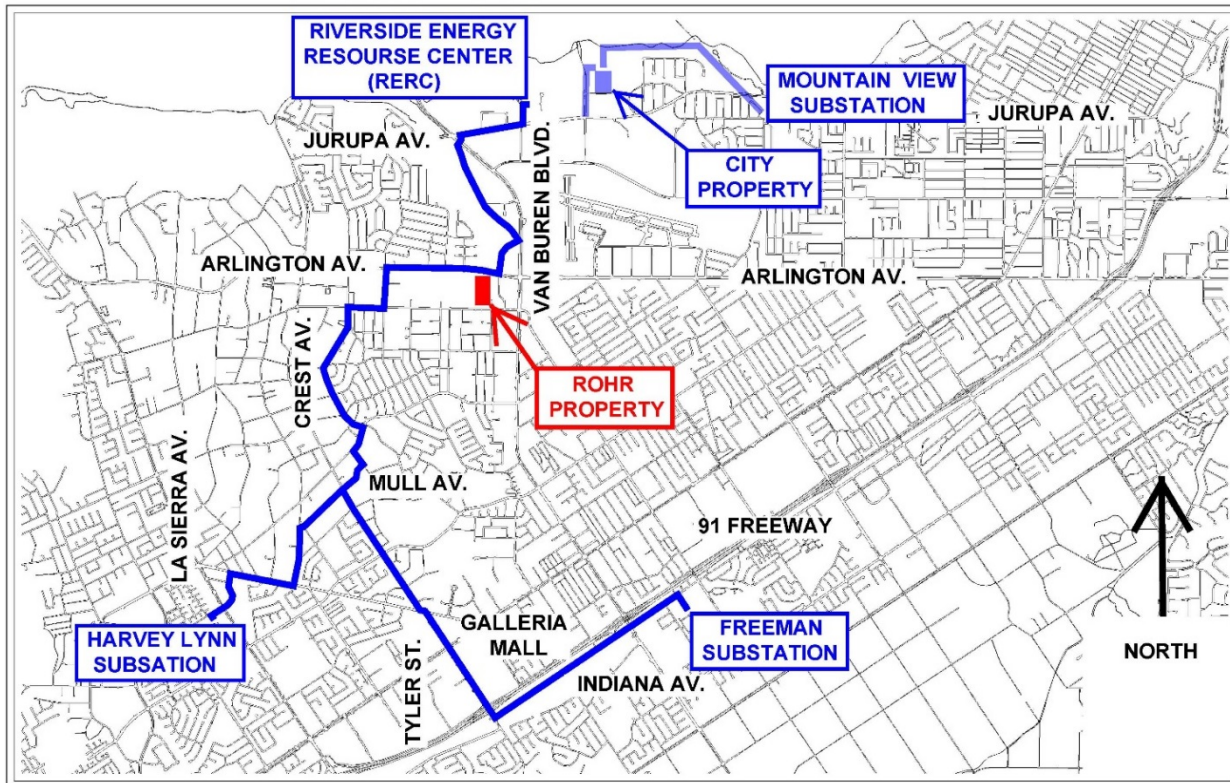 RIVERSIDE ENERGY
RESOURSE CENTER
(RERC)
MOUNTAIN VIEW
SUBSTATION
JURUPA AV.
JURUPA AV.
CITY
PROPERTY
VAN BUREN BLVD.
ARLINGTON AV.
ARLINGTON AV.
CREST AV.
ROHR
PROPERTY
LA SIERRA AV.
MULL AV.
91 FREEWAY
HARVEY LYNN
SUBSATION
TYLER ST.
GALLERIA
MALL
FREEMAN
SUBSTATION
INDIANA AV.
NORTH